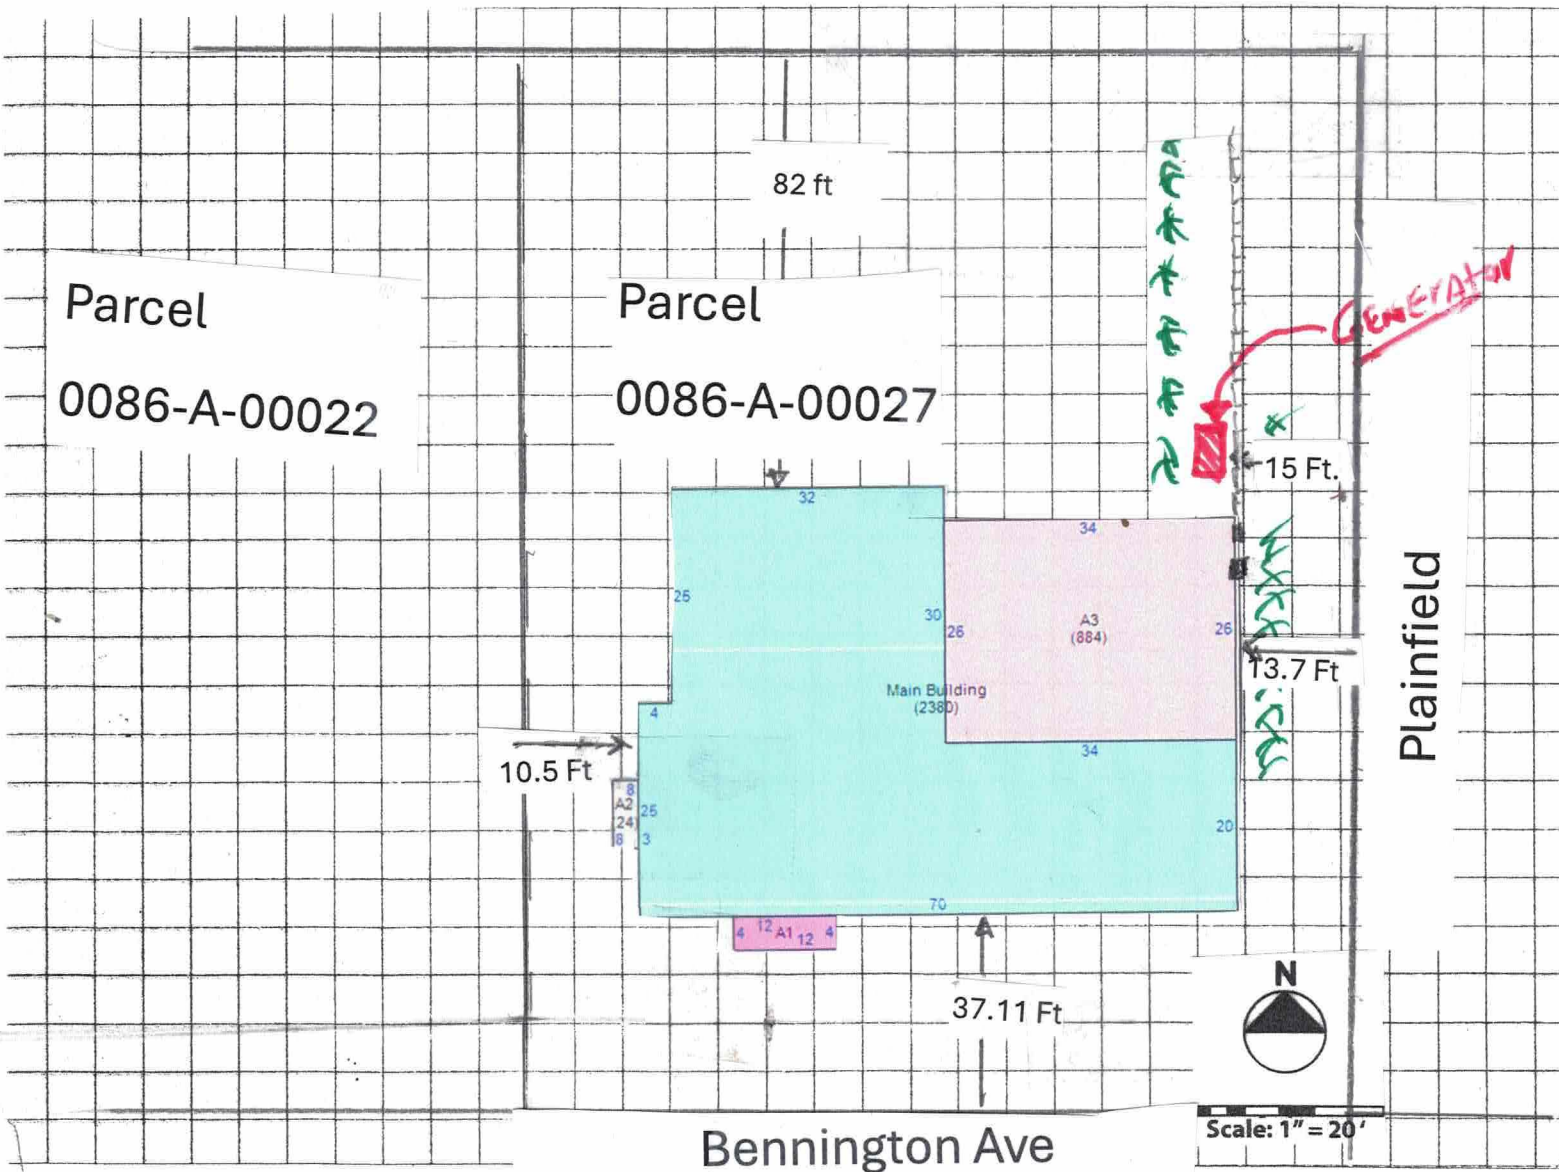 82 ft
Parcel
0086-A-00022
Parcel
0086-A-00027
GENERAtor
15 Ft.
32
34
25
30
26
A3
(884)
26
13.7 Ft
Plainfield
Main Building
(2380)
4
34
10.5 Ft
8
A2
(24)
8
25
3
20
70
4
12
A1
12
4
37.11 Ft
N
Scale: 1" = 20'
Bennington Ave